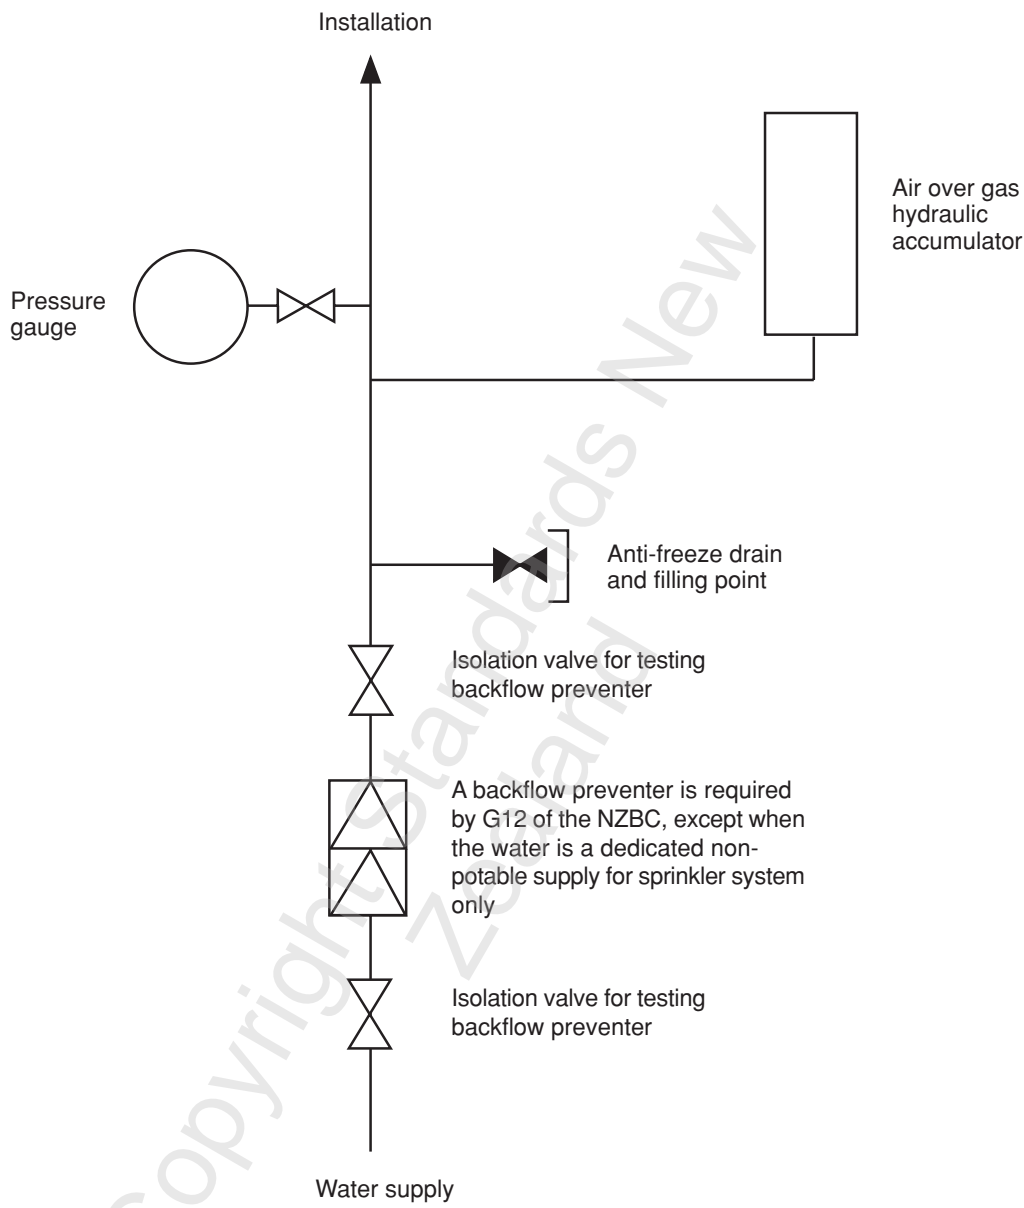 Installation
Air over gas
hydraulic
accumulator
Pressure
gauge
Anti-freeze drain
and filling point
Isolation valve for testing
backflow preventer
A backflow preventer is required
by G12 of the NZBC, except when
the water is a dedicated non-
potable supply for sprinkler system
only
Isolation valve for testing
backflow preventer
Water supply
Copyright Standards New
Zealand